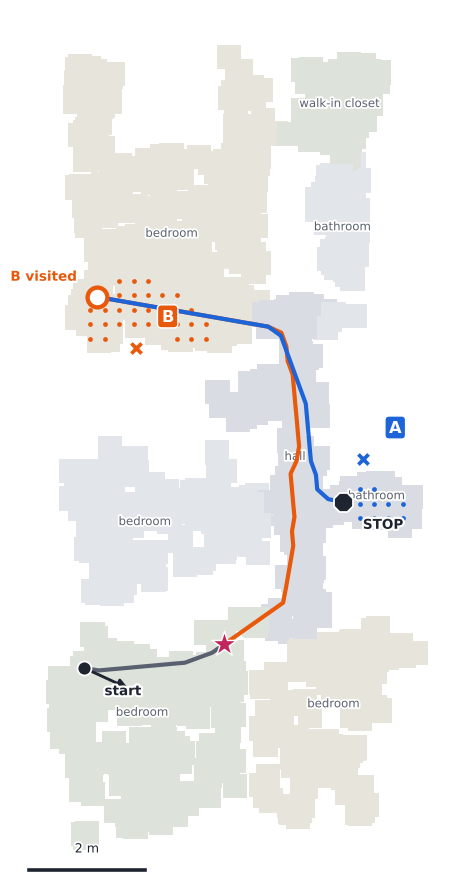 walk-in closet
bathroom
bedroom
B visited
B
A
hall
bathroom
bedroom
STOP
start
bedroom
bedroom
2 m